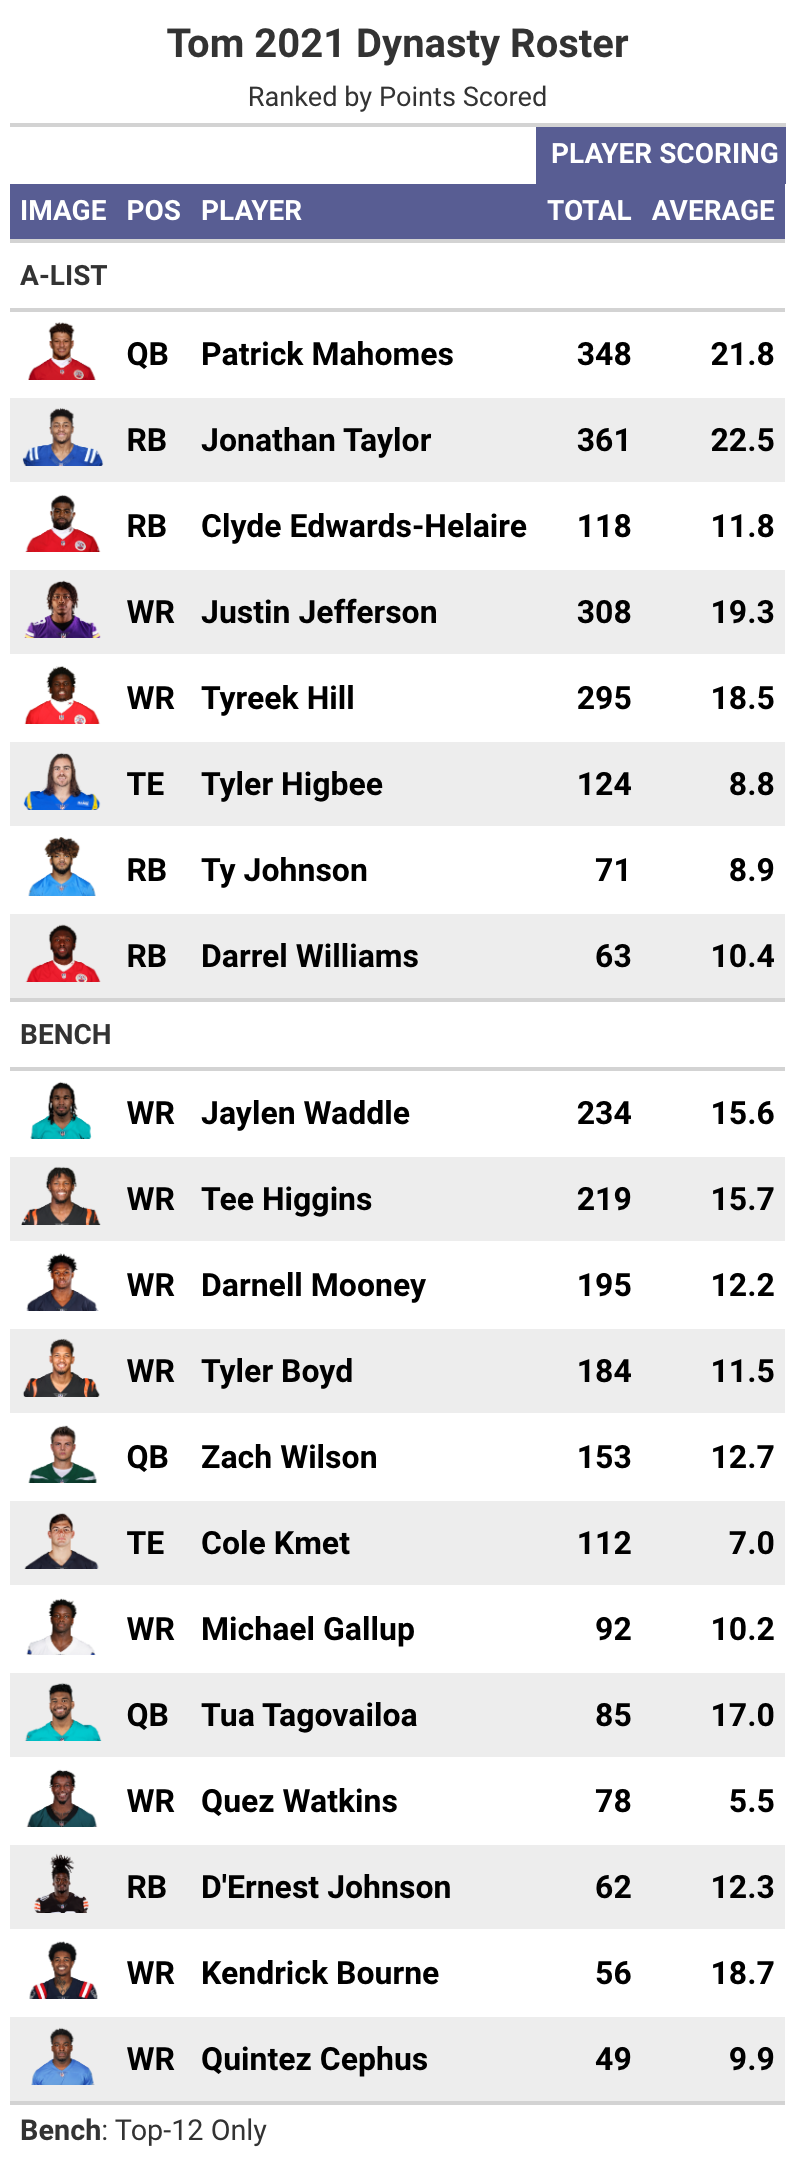 Tom 2021 Dynasty Roster
Ranked by Points Scored
PLAYER SCORING
IMAGE POS PLAYER TOTAL AVERAGE
A-LIST
QB Patrick Mahomes 348 21.8
RB Jonathan Taylor 361 22.5
RB Clyde Edwards-Helaire 118 11.8
WR Justin Jefferson 308 19.3
WR Tyreek Hill 295 18.5
TE Tyler Higbee 124 8.8
RB Ty Johnson 71 8.9
RB Darrel Williams 63 10.4
BENCH
WR Jaylen Waddle 234 15.6
WR Tee Higgins 219 15.7
WR Darnell Mooney 195 12.2
WR Tyler Boyd 184 11.5
QB Zach Wilson 153 12.7
TE Cole Kmet 112 7.0
WR Michael Gallup 92 10.2
QB Tua Tagovailoa 85 17.0
WR Quez Watkins 78 5.5
RB D'Ernest Johnson 62 12.3
WR Kendrick Bourne 56 18.7
WR Quintez Cephus 49 9.9
Bench: Top-12 Only